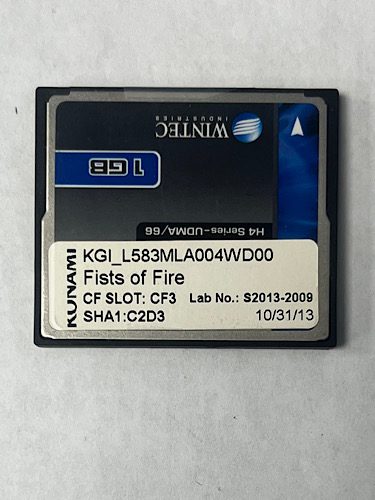 WINTEC
INDUSTRIES
1 GB
H4 Series-UDMA/66
KONAMI
KGI_L583MLA004WD00
Fists of Fire
CF SLOT: CF3 Lab No.: S2013-2009
SHA1:C2D3 10/31/13